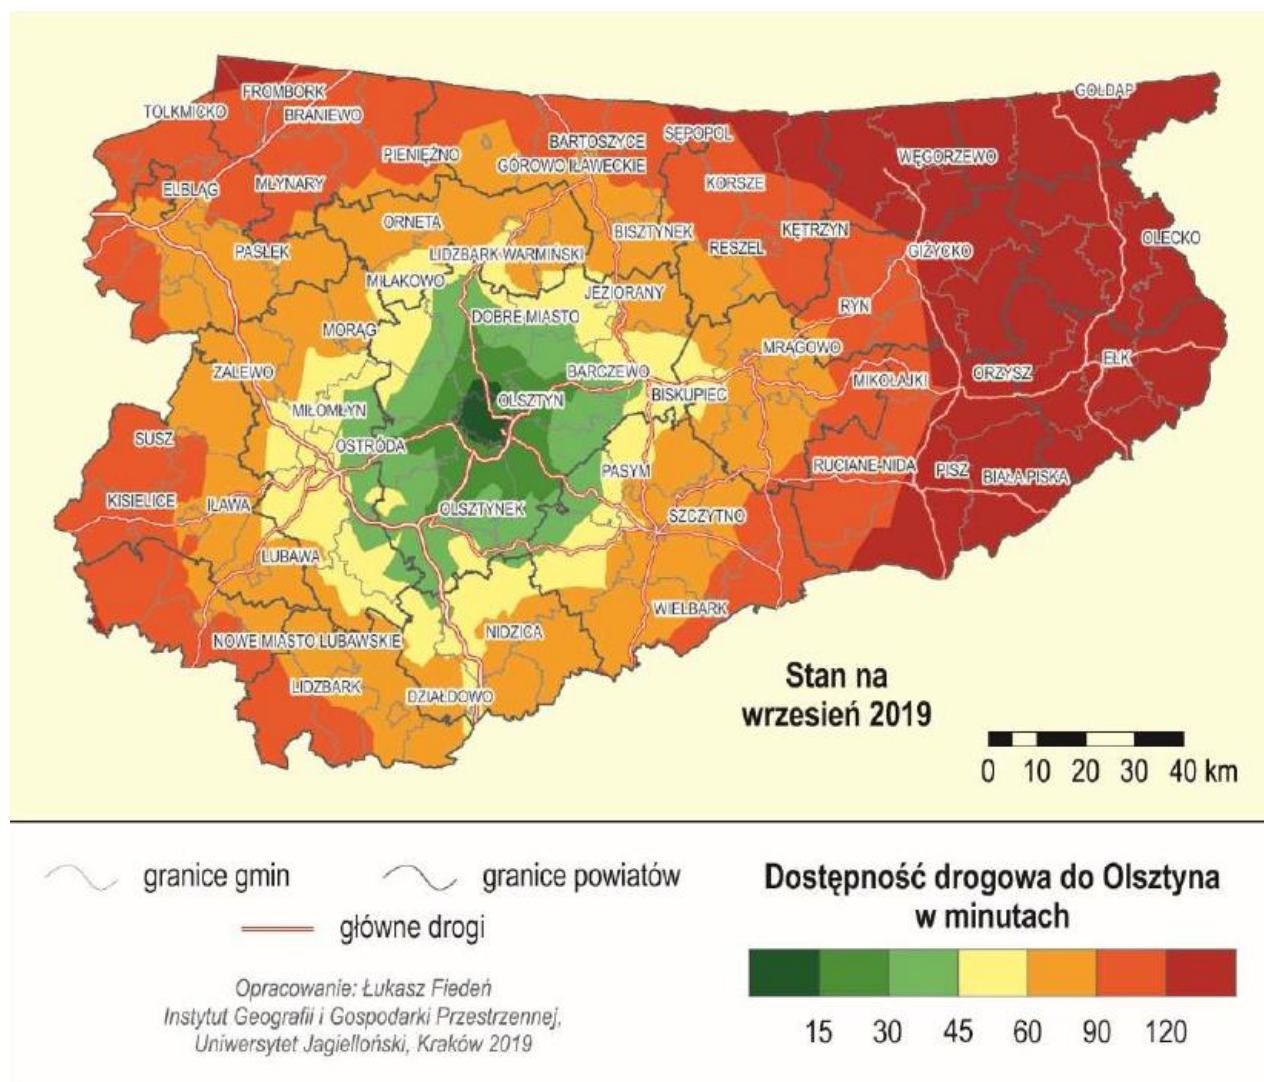 GOŁDAP
FROMBORK
TOLKMICKO
BRANIEWO
SĘPOPOL
BARTOSZYCE
PIENIĘŻNO
WĘGORZEWO
GÓROWO IŁAWECKIE
KORSZE
MŁYNARY
ELBLĄG
ORNETA
KĘTRZYN
BISZTYNEK
OLECKO
RESZEL
PASŁĘK
LIDZBARK WARMIŃSKI
GIŻYCKO
MIŁAKOWO
JEZIORANY
RYN
DOBRE MIASTO
MORĄG
MRĄGOWO
EŁK
ZALEWO
BARCZEWO
ORZYSZ
MIKOŁAJKI
BISKUPIEC
OLSZTYN
MIŁOMŁYN
SUSZ
OSTRÓDA
RUCIANE-NIDA
PISZ
PASYM
BIAŁA PISKA
KISIELICE
IŁAWA
OLSZTYNEK
SZCZYTNO
LUBAWA
WIELBARK
NIDZICA
NOWE MIASTO LUBAWSKIE
LIDZBARK
DZIAŁDOWO
Stan na
wrzesień 2019
0 10 20 30 40 km
granice gmin
granice powiatów
główne drogi
Opracowanie: Łukasz Fiedeń
Instytut Geografii i Gospodarki Przestrzennej,
Uniwersytet Jagielloński, Kraków 2019
Dostępność drogowa do Olsztyna
w minutach
15 30 45 60 90 120